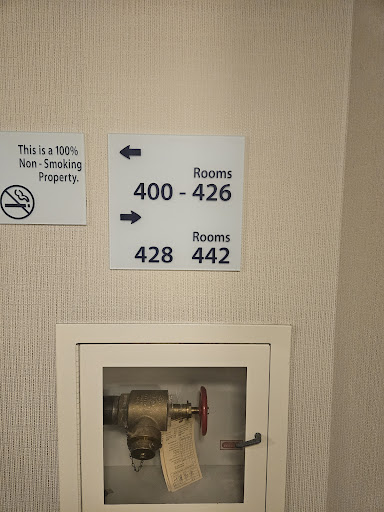 This is a 100%
Non - Smoking
Property.
Rooms
400 - 426
Rooms
428 442